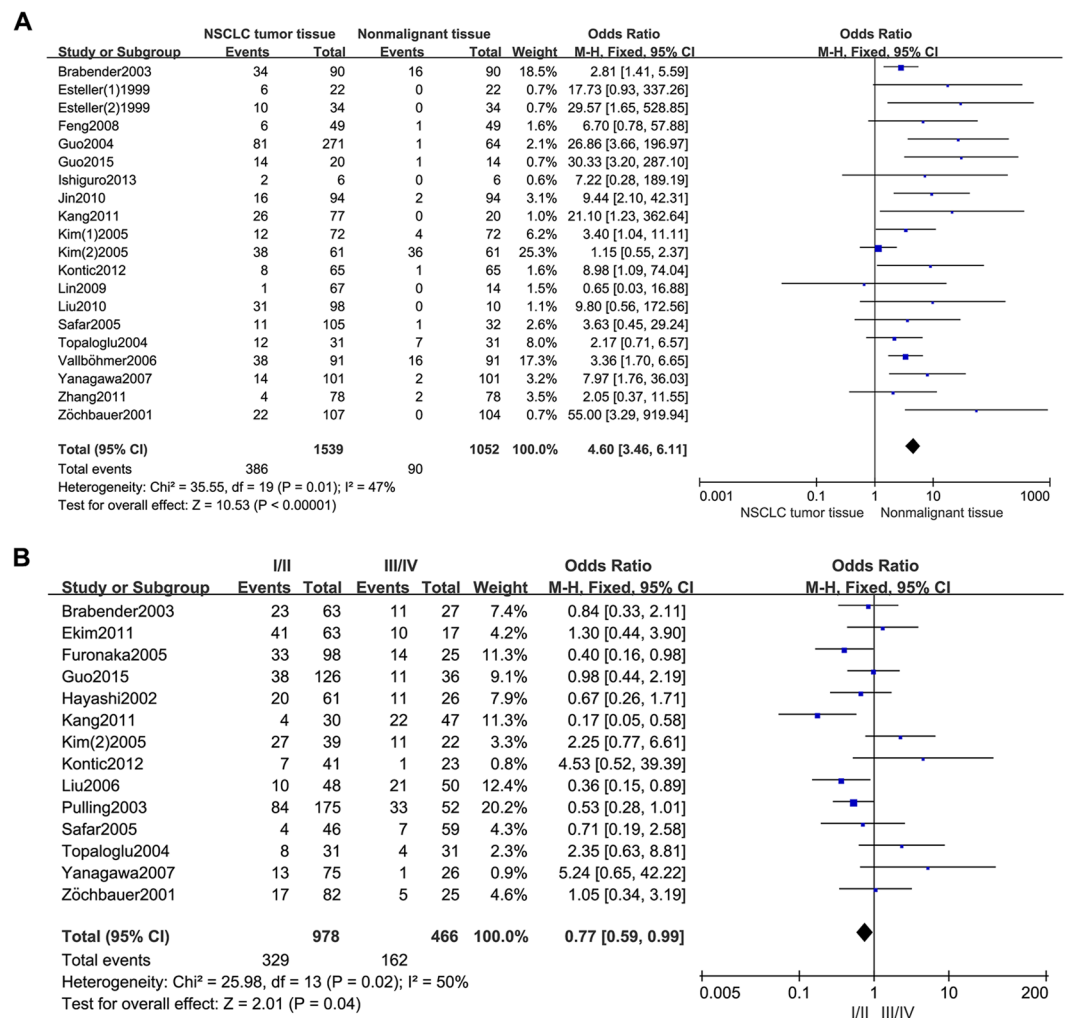 A
NSCLC tumor tissue Nonmalignant tissue Odds Ratio Odds Ratio
Study or Subgroup Events Total Events Total Weight M-H, Fixed, 95% CI M-H, Fixed, 95% CI
Brabender2003 34 90 16 90 18.5% 2.81 [1.41, 5.59]
Esteller(1)1999 6 22 0 22 0.7% 17.73 [0.93, 337.26]
Esteller(2)1999 10 34 0 34 0.7% 29.57 [1.65, 528.85]
Feng2008 6 49 1 49 1.6% 6.70 [0.78, 57.88]
Guo2004 81 271 1 64 2.1% 26.86 [3.66, 196.97]
Guo2015 14 20 1 14 0.7% 30.33 [3.20, 287.10]
Ishiguro2013 2 6 0 6 0.6% 7.22 [0.28, 189.19]
Jin2010 16 94 2 94 3.1% 9.44 [2.10, 42.31]
Kang2011 26 77 0 20 1.0% 21.10 [1.23, 362.64]
Kim(1)2005 12 72 4 72 6.2% 3.40 [1.04, 11.11]
Kim(2)2005 38 61 36 61 25.3% 1.15 [0.55, 2.37]
Kontic2012 8 65 1 65 1.6% 8.98 [1.09, 74.04]
Lin2009 1 67 0 14 1.5% 0.65 [0.03, 16.88]
Liu2010 31 98 0 10 1.1% 9.80 [0.56, 172.56]
Safar2005 11 105 1 32 2.6% 3.63 [0.45, 29.24]
Topaloglu2004 12 31 7 31 8.0% 2.17 [0.71, 6.57]
Vallböhmer2006 38 91 16 91 17.3% 3.36 [1.70, 6.65]
Yanagawa2007 14 101 2 101 3.2% 7.97 [1.76, 36.03]
Zhang2011 4 78 2 78 3.5% 2.05 [0.37, 11.55]
Zöchbauer2001 22 107 0 104 0.7% 55.00 [3.29, 919.94]
Total (95% CI) 1539 1052 100.0% 4.60 [3.46, 6.11]
Total events 386 90
Heterogeneity: Chi² = 35.55, df = 19 (P = 0.01); I² = 47%
Test for overall effect: Z = 10.53 (P < 0.00001)
0.001 0.1 1 10 1000
NSCLC tumor tissue Nonmalignant tissue
B
I/II III/IV Odds Ratio Odds Ratio
Study or Subgroup Events Total Events Total Weight M-H, Fixed, 95% CI M-H, Fixed, 95% CI
Brabender2003 23 63 11 27 7.4% 0.84 [0.33, 2.11]
Ekim2011 41 63 10 17 4.2% 1.30 [0.44, 3.90]
Furonaka2005 33 98 14 25 11.3% 0.40 [0.16, 0.98]
Guo2015 38 126 11 36 9.1% 0.98 [0.44, 2.19]
Hayashi2002 20 61 11 26 7.9% 0.67 [0.26, 1.71]
Kang2011 4 30 22 47 11.3% 0.17 [0.05, 0.58]
Kim(2)2005 27 39 11 22 3.3% 2.25 [0.77, 6.61]
Kontic2012 7 41 1 23 0.8% 4.53 [0.52, 39.39]
Liu2006 10 48 21 50 12.4% 0.36 [0.15, 0.89]
Pulling2003 84 175 33 52 20.2% 0.53 [0.28, 1.01]
Safar2005 4 46 7 59 4.3% 0.71 [0.19, 2.58]
Topaloglu2004 8 31 4 31 2.3% 2.35 [0.63, 8.81]
Yanagawa2007 13 75 1 26 0.9% 5.24 [0.65, 42.22]
Zöchbauer2001 17 82 5 25 4.6% 1.05 [0.34, 3.19]
Total (95% CI) 978 466 100.0% 0.77 [0.59, 0.99]
Total events 329 162
Heterogeneity: Chi² = 25.98, df = 13 (P = 0.02); I² = 50%
Test for overall effect: Z = 2.01 (P = 0.04)
0.005 0.1 1 10 200
I/II III/IV